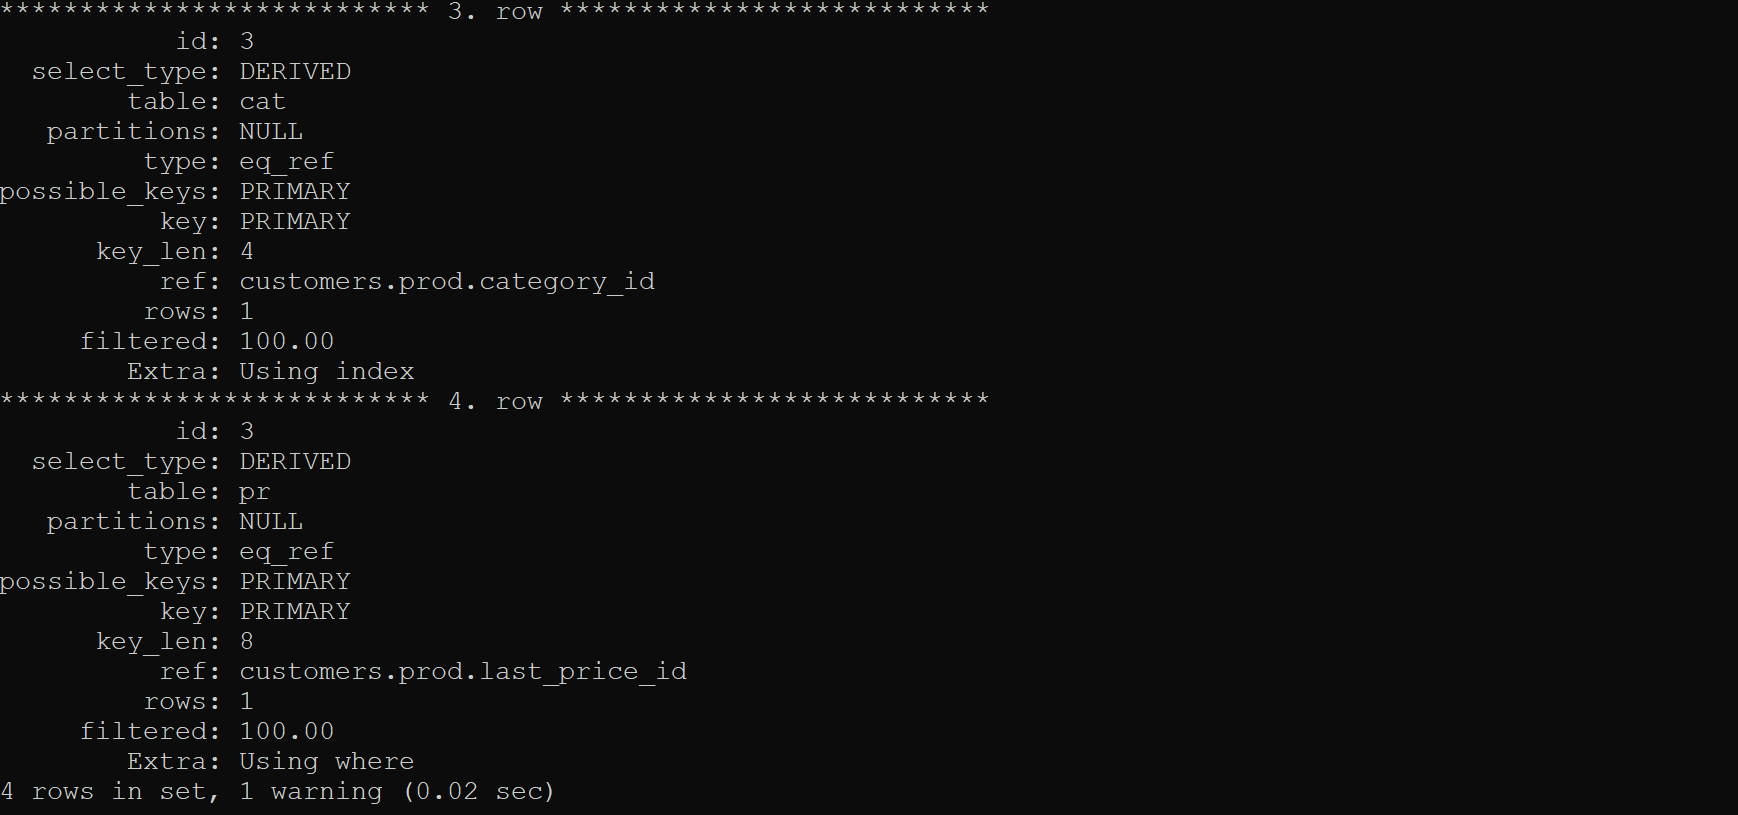 *************************** 3. row ***************************
           id: 3
  select_type: DERIVED
        table: cat
   partitions: NULL
         type: eq_ref
possible_keys: PRIMARY
          key: PRIMARY
      key_len: 4
          ref: customers.prod.category_id
         rows: 1
     filtered: 100.00
        Extra: Using index
*************************** 4. row ***************************
           id: 3
  select_type: DERIVED
        table: pr
   partitions: NULL
         type: eq_ref
possible_keys: PRIMARY
          key: PRIMARY
      key_len: 8
          ref: customers.prod.last_price_id
         rows: 1
     filtered: 100.00
        Extra: Using where
4 rows in set, 1 warning (0.02 sec)